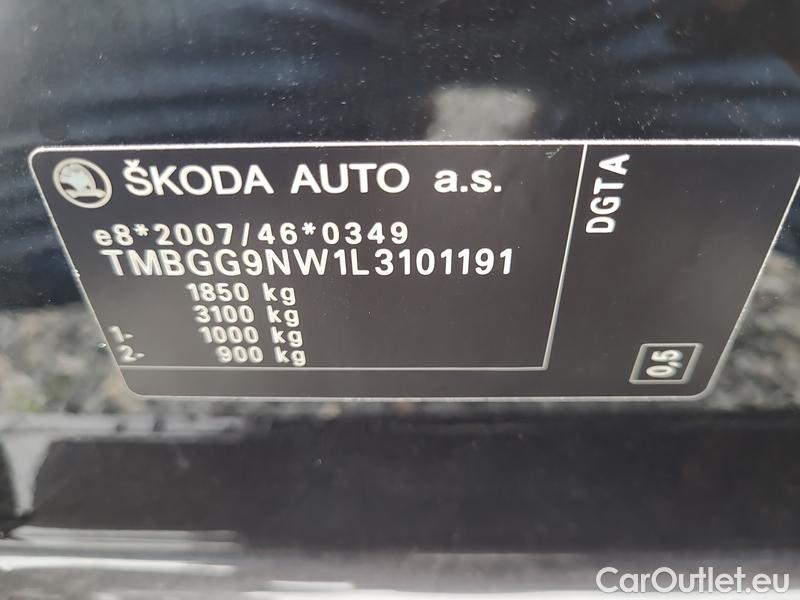 ŠKODA AUTO a.s.
e8*2007/46*0349
TMBGG9NW1L3101191
1850 kg
3100 kg
1- 1000 kg
2- 900 kg
DGTA
0,5
CarOutlet.eu